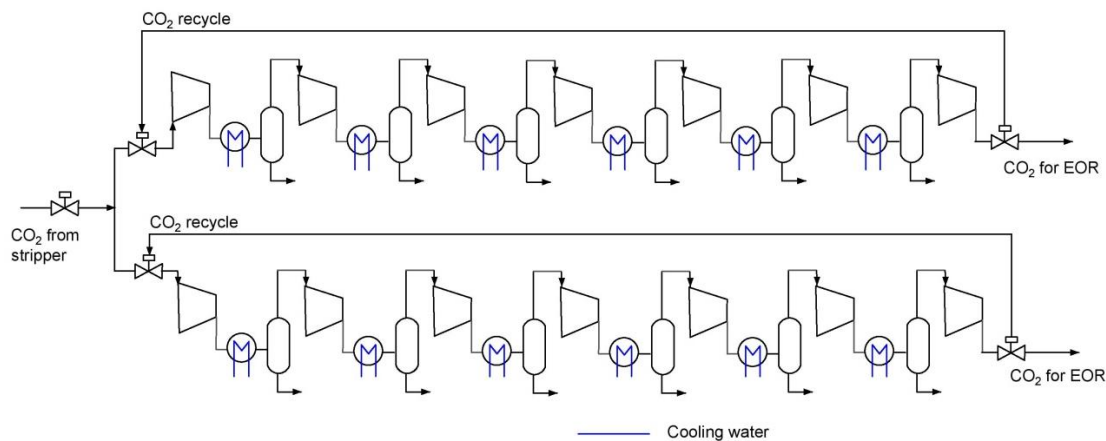 CO₂ recycle
CO₂ for EOR
CO₂ from
stripper
CO₂ recycle
CO₂ for EOR
Cooling water